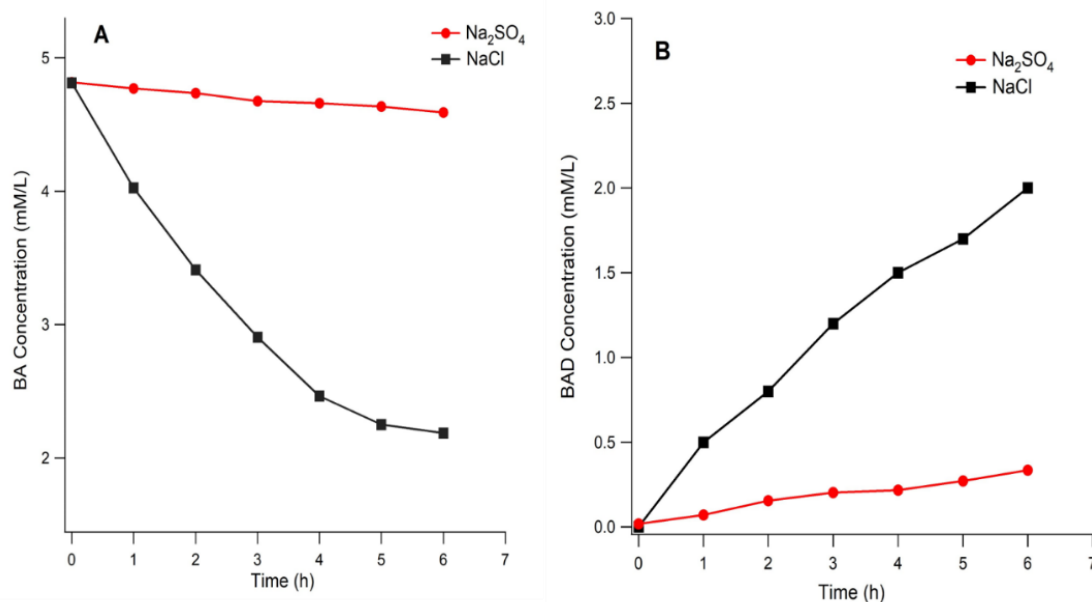 A
Na₂SO₄
NaCl
5
4
3
2
BA Concentration (mM/L)
0 1 2 3 4 5 6 7
Time (h)
B
Na₂SO₄
NaCl
3.0
2.5
2.0
1.5
1.0
0.5
0.0
BAD Concentration (mM/L)
0 1 2 3 4 5 6 7
Time (h)